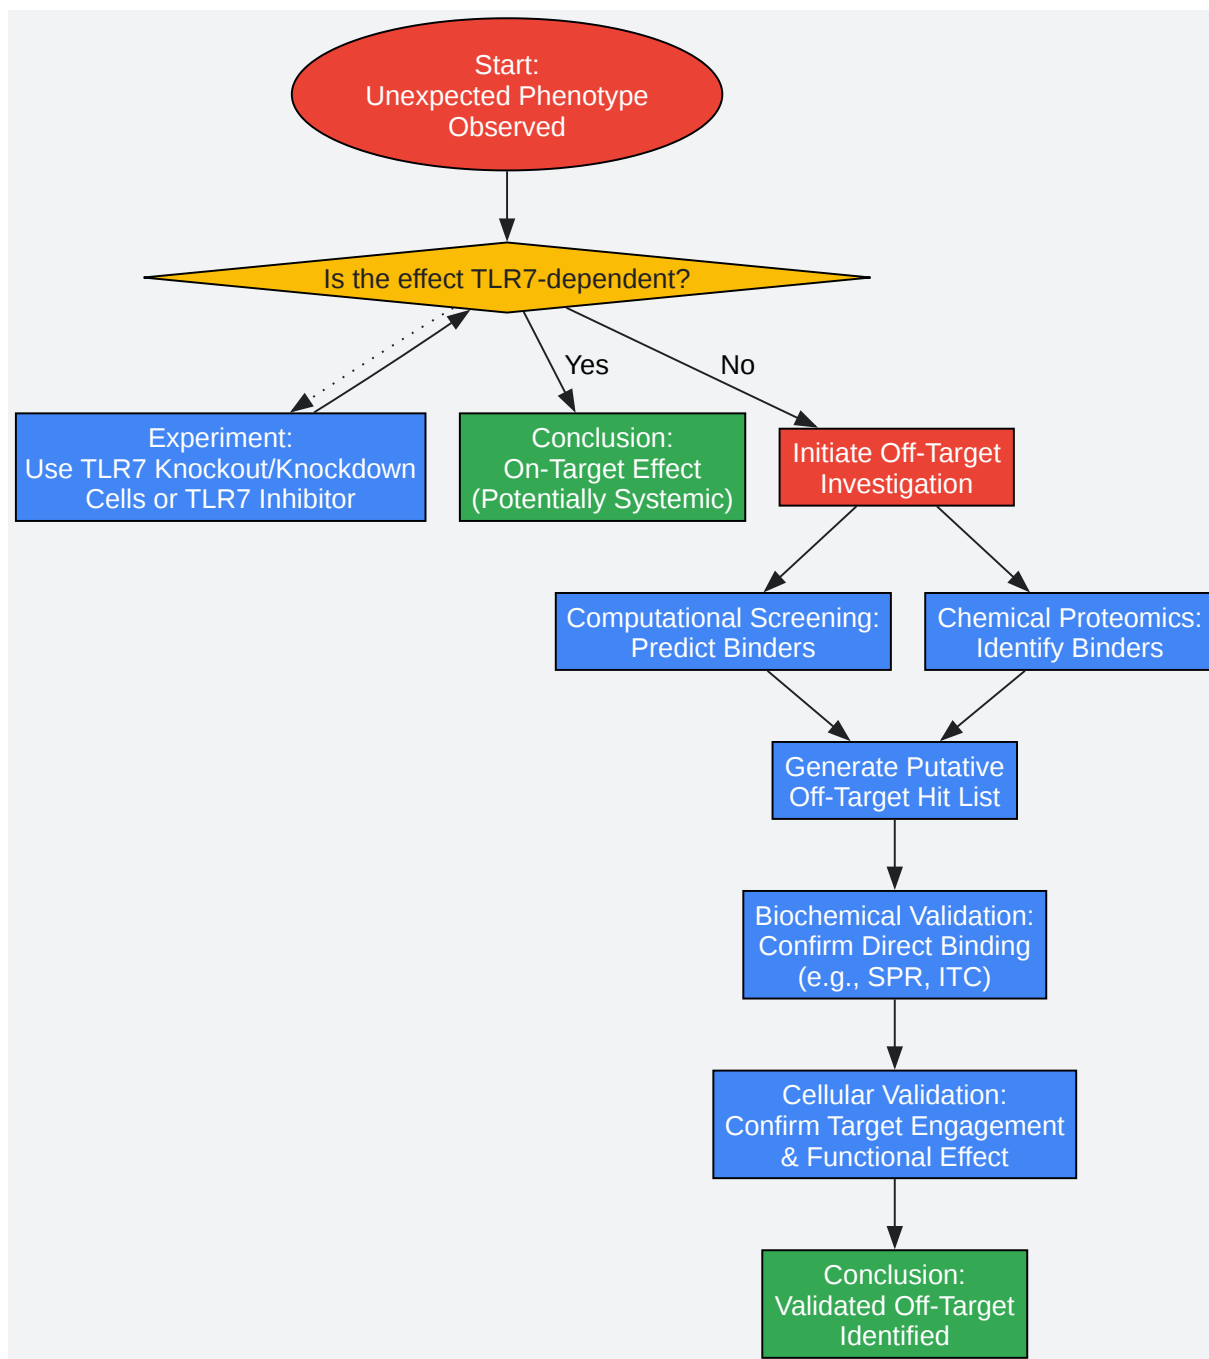 Start:
Unexpected Phenotype
Observed
Is the effect TLR7-dependent?
Yes
No
Experiment:
Use TLR7 Knockout/Knockdown
Cells or TLR7 Inhibitor
Conclusion:
On-Target Effect
(Potentially Systemic)
Initiate Off-Target
Investigation
Computational Screening:
Predict Binders
Chemical Proteomics:
Identify Binders
Generate Putative
Off-Target Hit List
Biochemical Validation:
Confirm Direct Binding
(e.g., SPR, ITC)
Cellular Validation:
Confirm Target Engagement
& Functional Effect
Conclusion:
Validated Off-Target
Identified